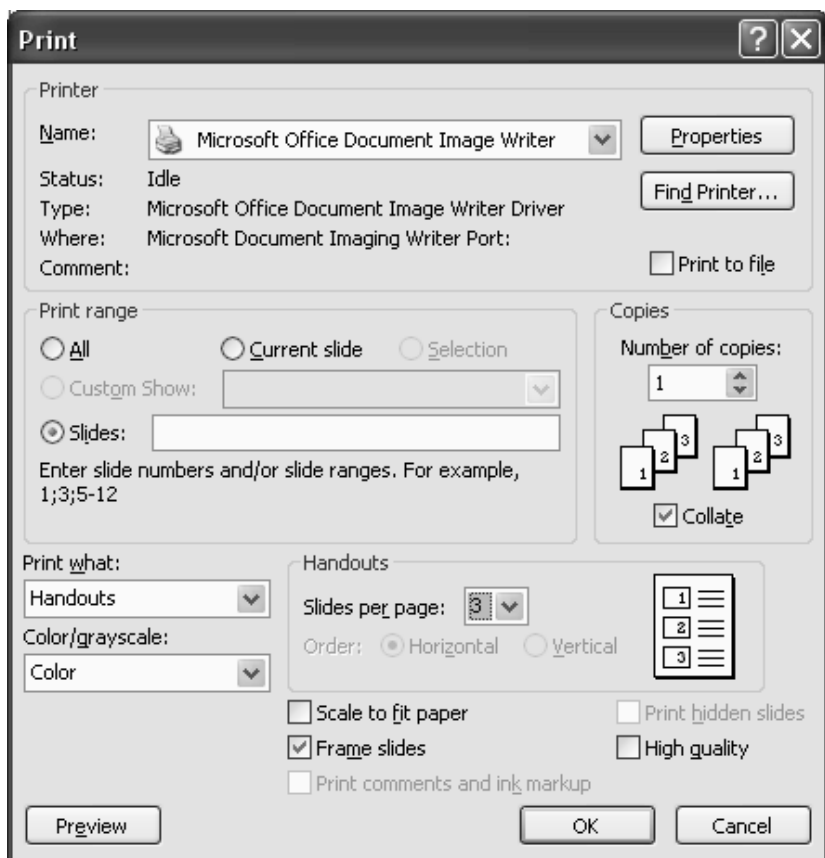 Print
Printer
Name: Microsoft Office Document Image Writer Properties
Status: Idle Find Printer...
Type: Microsoft Office Document Image Writer Driver
Where: Microsoft Document Imaging Writer Port:
Comment: Print to file
Print range
All Current slide Selection
Custom Show:
Slides:
Enter slide numbers and/or slide ranges. For example,
1;3;5-12
Copies
Number of copies:
1
1 2 3 1 2 3
Collate
Print what:
Handouts
Color/grayscale:
Color
Handouts
Slides per page: 3
Order: Horizontal Vertical
1
2
3
Scale to fit paper Print hidden slides
Frame slides High quality
Print comments and ink markup
Preview OK Cancel